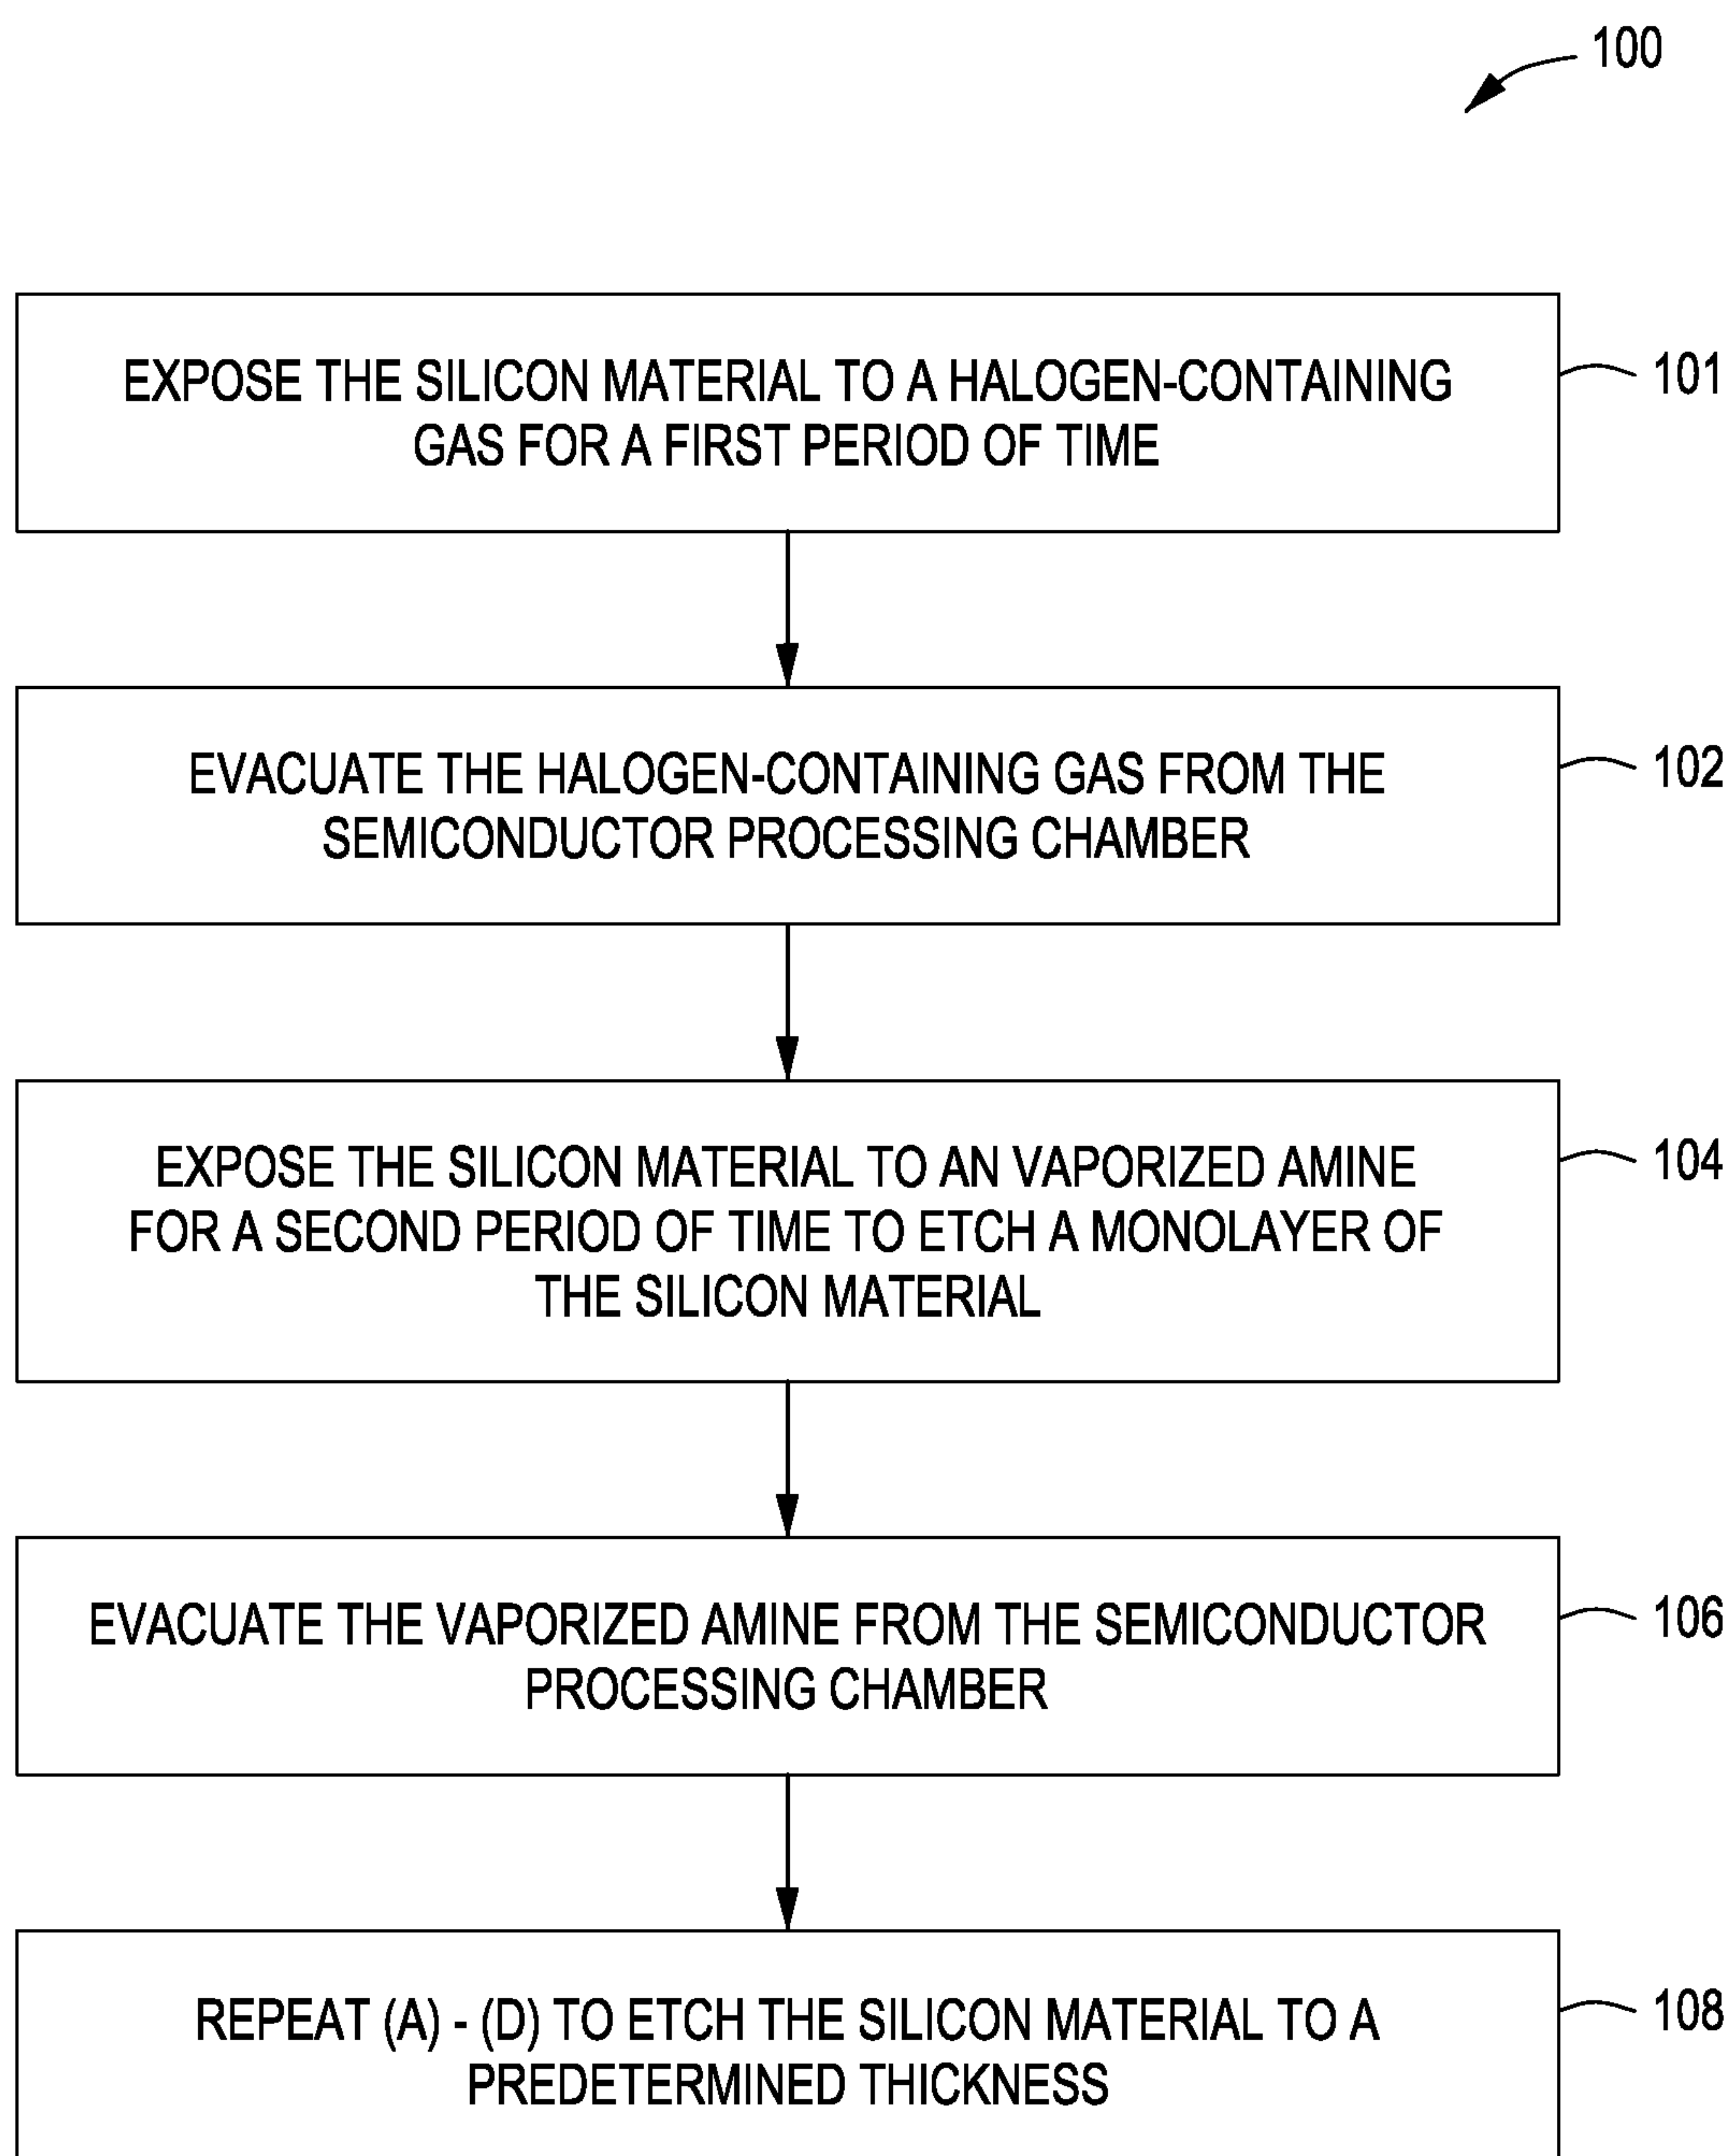 100
EXPOSE THE SILICON MATERIAL TO A HALOGEN-CONTAINING
GAS FOR A FIRST PERIOD OF TIME
101
EVACUATE THE HALOGEN-CONTAINING GAS FROM THE
SEMICONDUCTOR PROCESSING CHAMBER
102
EXPOSE THE SILICON MATERIAL TO AN VAPORIZED AMINE
FOR A SECOND PERIOD OF TIME TO ETCH A MONOLAYER OF
THE SILICON MATERIAL
104
EVACUATE THE VAPORIZED AMINE FROM THE SEMICONDUCTOR
PROCESSING CHAMBER
106
REPEAT (A) - (D) TO ETCH THE SILICON MATERIAL TO A
PREDETERMINED THICKNESS
108